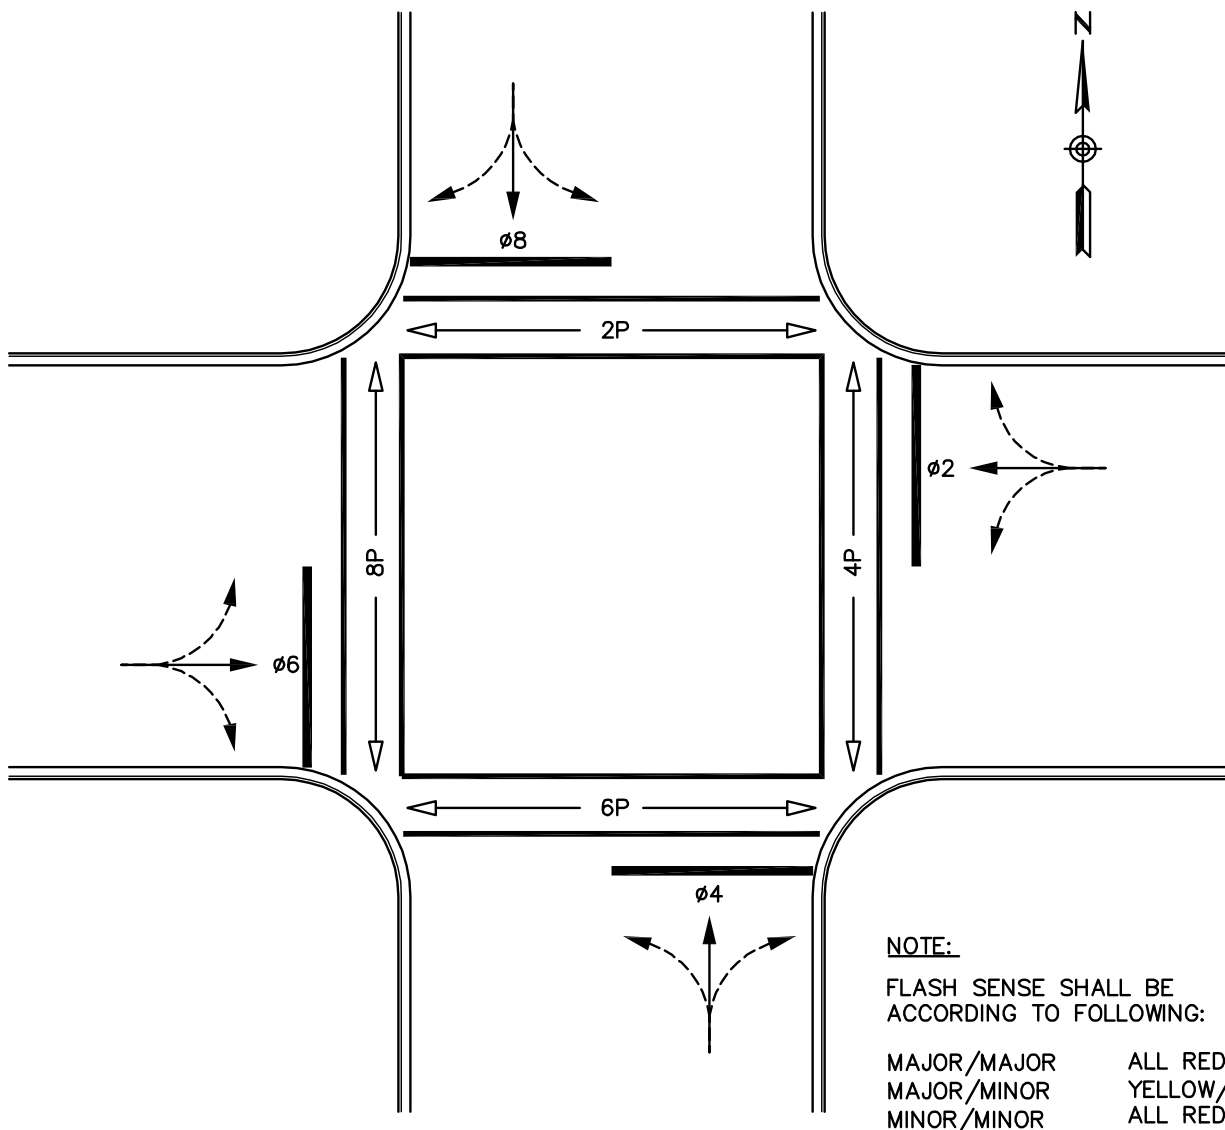 N
ø8
2P
ø2
8P
4P
ø6
6P
ø4
NOTE:
FLASH SENSE SHALL BE
ACCORDING TO FOLLOWING:
MAJOR/MAJOR ALL RED
MAJOR/MINOR YELLOW/
MINOR/MINOR ALL RED